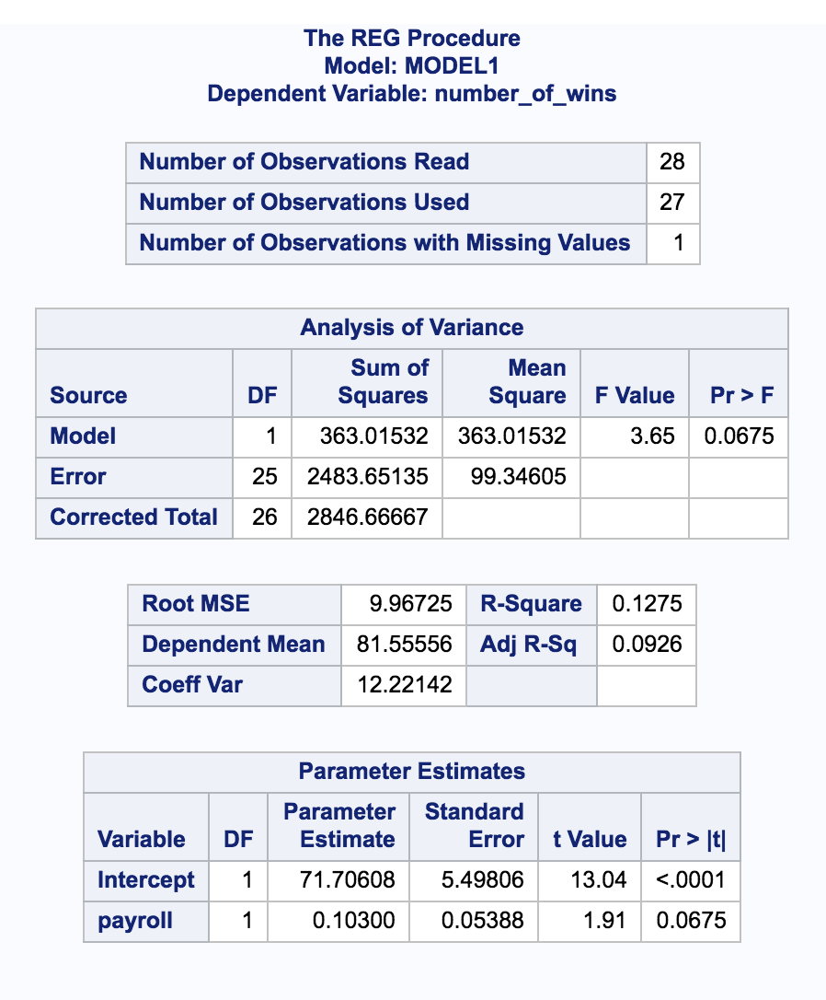 The REG Procedure
Model: MODEL1
Dependent Variable: number_of_wins
Number of Observations Read 28
Number of Observations Used 27
Number of Observations with Missing Values 1
Analysis of Variance
Source DF Sum of Squares Mean Square F Value Pr > F
Model 1 363.01532 363.01532 3.65 0.0675
Error 25 2483.65135 99.34605
Corrected Total 26 2846.66667
Root MSE 9.96725 R-Square 0.1275
Dependent Mean 81.55556 Adj R-Sq 0.0926
Coeff Var 12.22142
Parameter Estimates
Variable DF Parameter Estimate Standard Error t Value Pr > |t|
Intercept 1 71.70608 5.49806 13.04 <.0001
payroll 1 0.10300 0.05388 1.91 0.0675